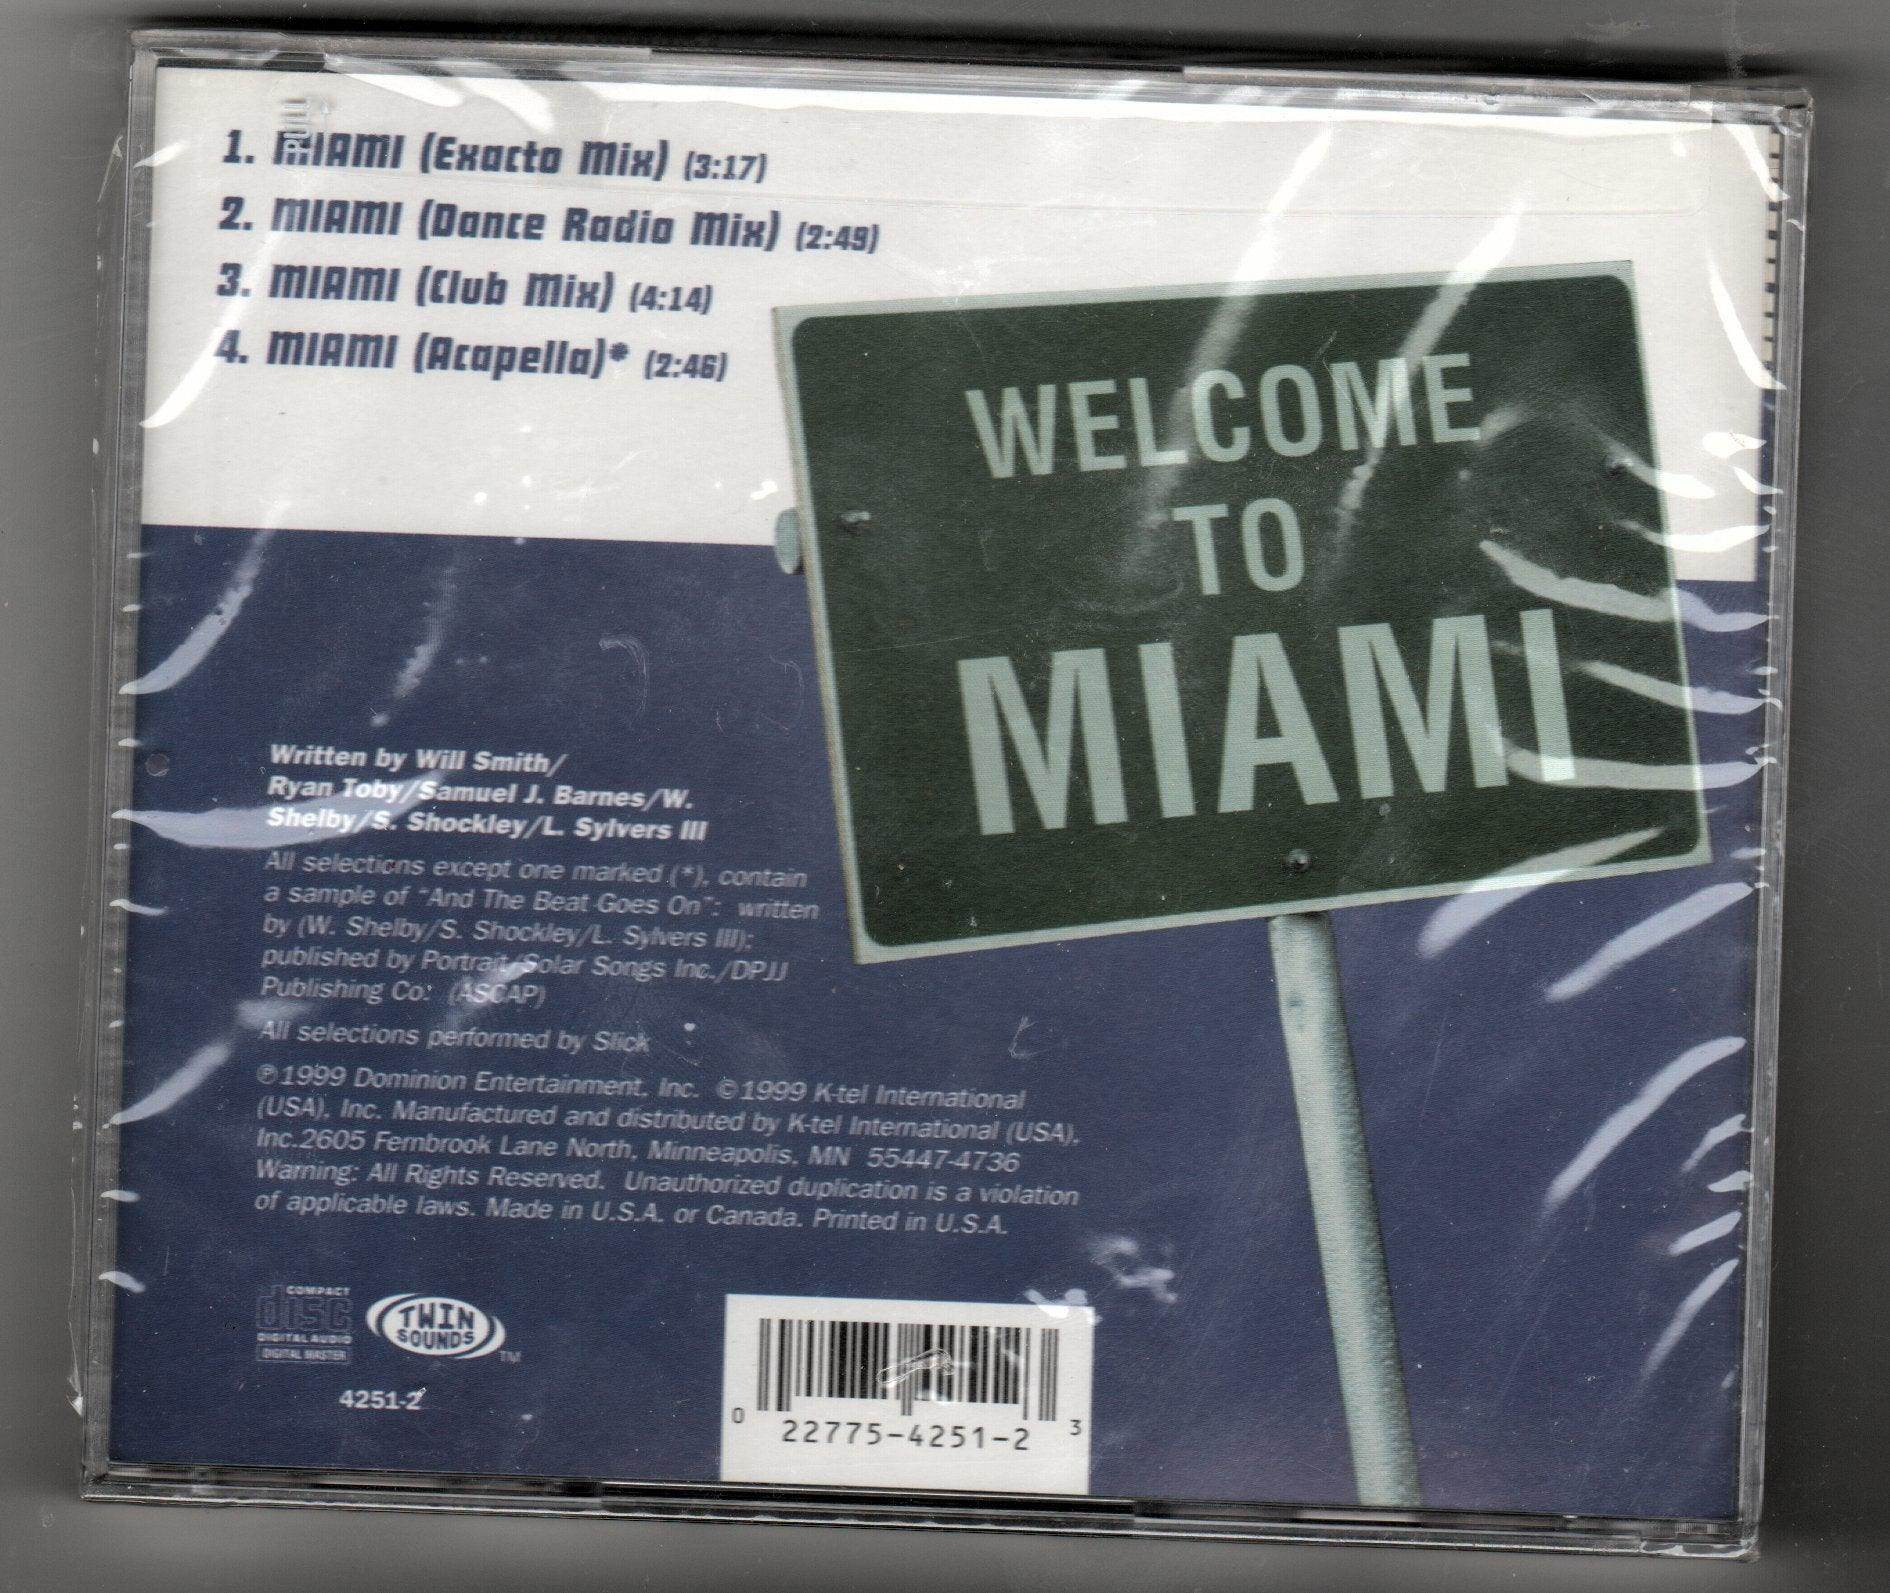 PULL
1. MIAMI (Exacto Mix) (3:17)
2. MIAMI (Dance Radio Mix) (2:49)
3. MIAMI (Club Mix) (4:14)
4. MIAMI (Acapella)* (2:46)
WELCOME
TO
MIAMI
Written by Will Smith/
Ryan Toby/Samuel J. Barnes/W.
Shelby/S. Shockley/L. Sylvers III
All selections except one marked (*), contain
a sample of "And The Beat Goes On": written
by (W. Shelby/S. Shockley/L. Sylvers III);
published by Portrait/Solar Songs Inc./DPJJ
Publishing Co. (ASCAP)
All selections performed by Slick
℗1999 Dominion Entertainment, Inc. ©1999 K-tel International
(USA), Inc. Manufactured and distributed by K-tel International (USA),
Inc.2605 Fernbrook Lane North, Minneapolis, MN 55447-4736
Warning: All Rights Reserved. Unauthorized duplication is a violation
of applicable laws. Made in U.S.A. or Canada. Printed in U.S.A.
COMPACT
disc
DIGITAL AUDIO
DIGITAL MASTER
TWIN
SOUNDS
TM
4251-2
0 22775-4251-2 3